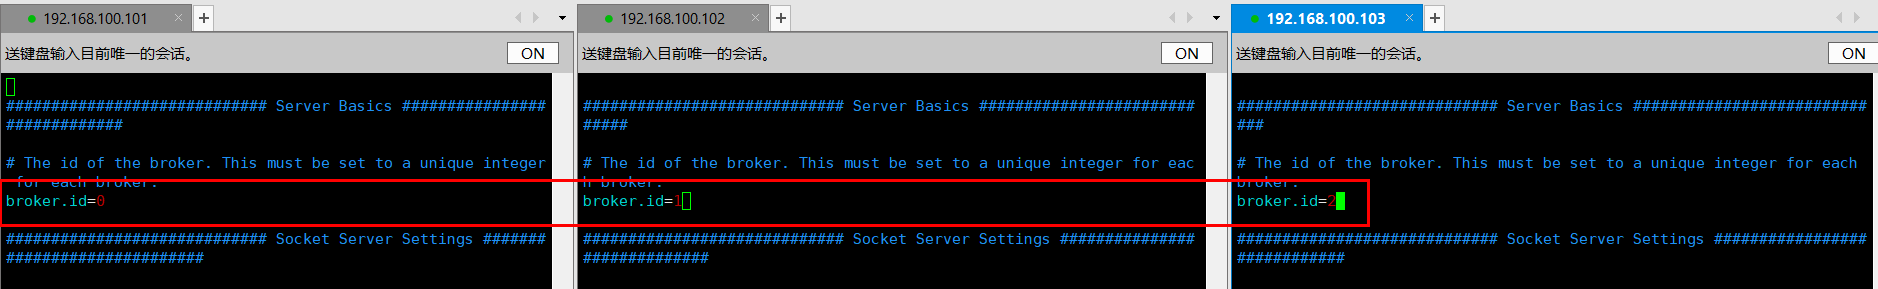 192.168.100.101 × +
送键盘输入目前唯一的会话。 ON
############################# Server Basics ################
#############
# The id of the broker. This must be set to a unique integer
for each broker.
broker.id=0
############################# Socket Server Settings #######
######################
192.168.100.102 × +
送键盘输入目前唯一的会话。 ON
############################# Server Basics ########################
#####
# The id of the broker. This must be set to a unique integer for eac
h broker.
broker.id=1
############################# Socket Server Settings ###############
##############
192.168.100.103 × +
送键盘输入目前唯一的会话。 ON
############################# Server Basics ##########################
###
# The id of the broker. This must be set to a unique integer for each
broker.
broker.id=2
############################# Socket Server Settings #################
############